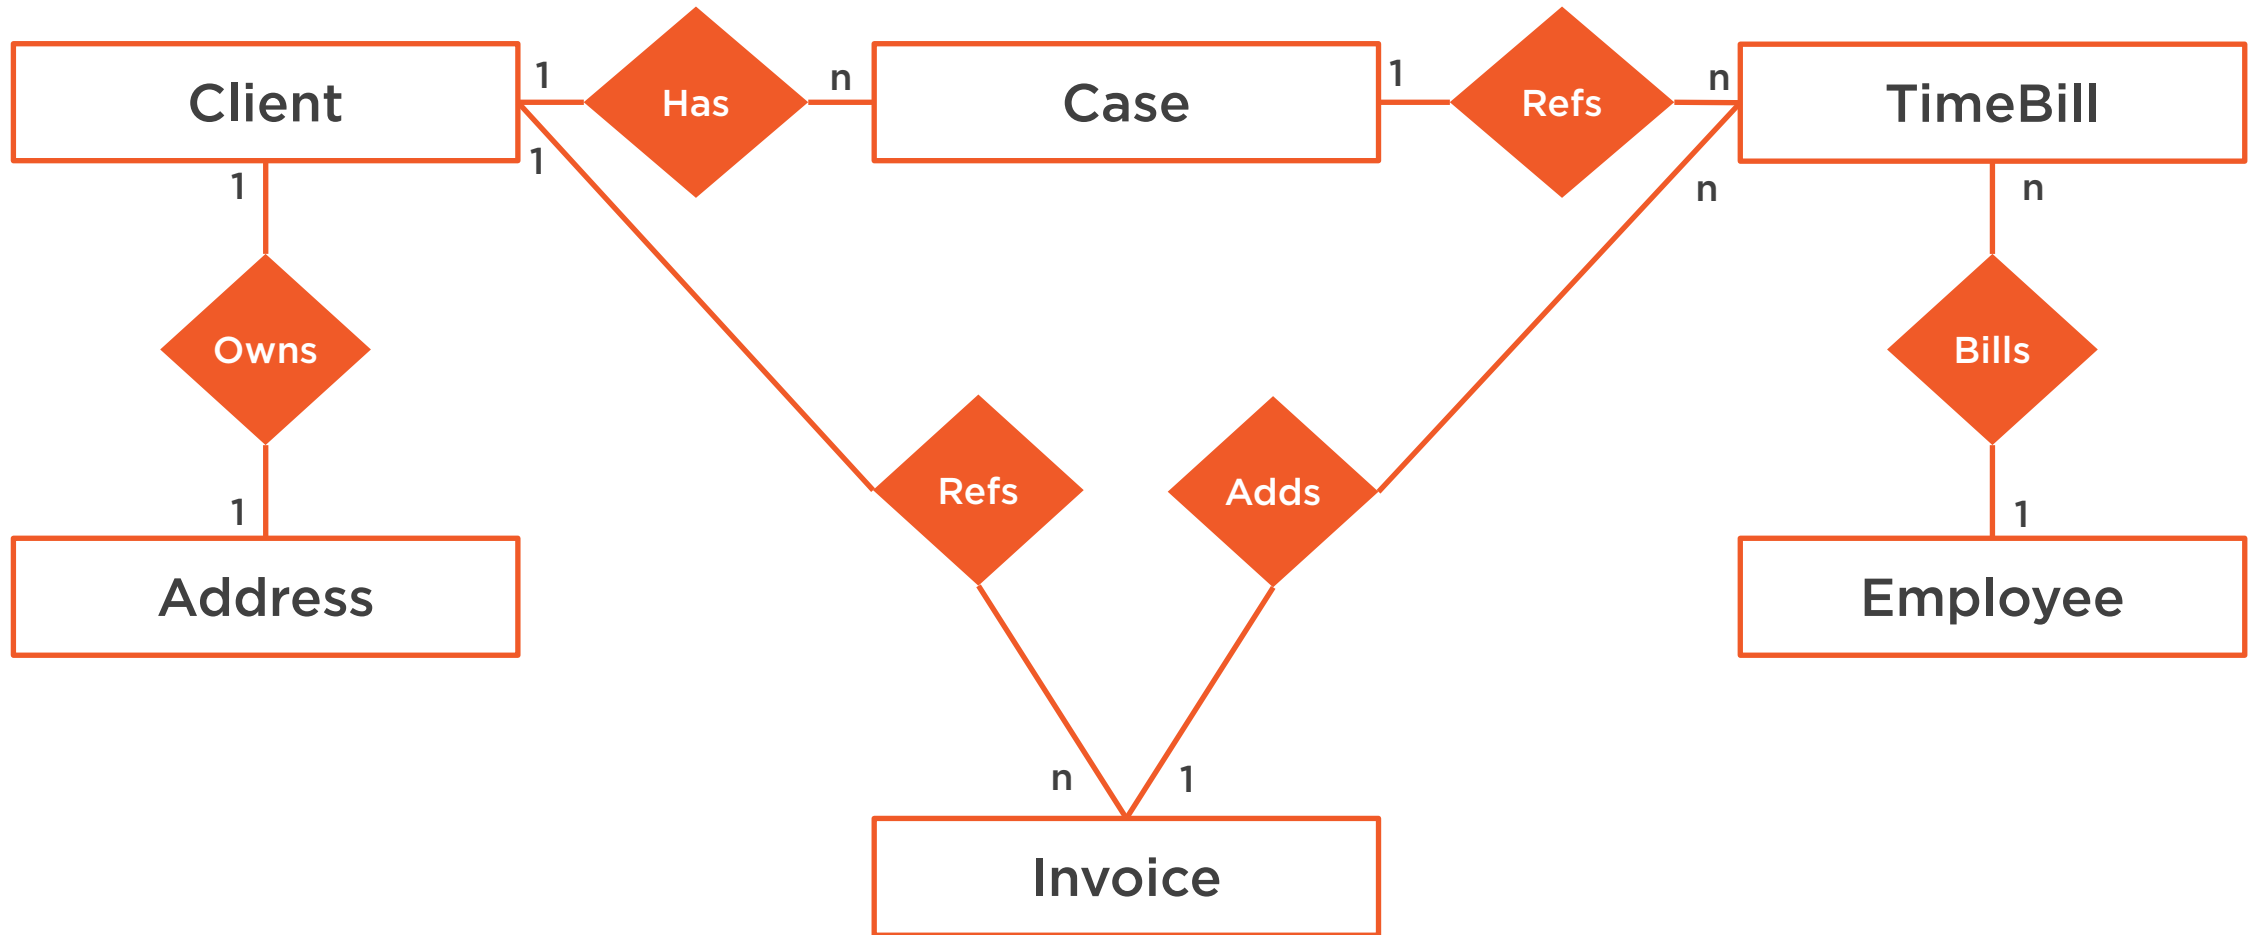 Client
1
Has
n
Case
1
Refs
n
TimeBill
1
1
n
n
Owns
Bills
1
Refs
Adds
1
Address
Employee
n
1
Invoice